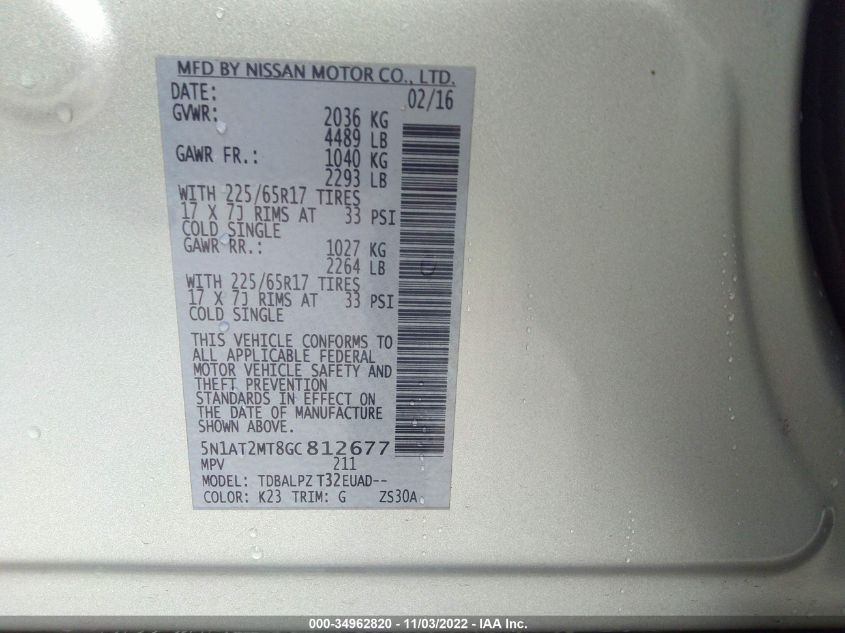 MFD BY NISSAN MOTOR CO., LTD.
DATE: 02/16
GVWR: 2036 KG
4489 LB
GAWR FR.: 1040 KG
2293 LB
WITH 225/65R17 TIRES
17 X 7J RIMS AT 33 PSI
COLD SINGLE
GAWR RR.: 1027 KG
2264 LB
WITH 225/65R17 TIRES
17 X 7J RIMS AT 33 PSI
COLD SINGLE
THIS VEHICLE CONFORMS TO
ALL APPLICABLE FEDERAL
MOTOR VEHICLE SAFETY AND
THEFT PREVENTION
STANDARDS IN EFFECT ON
THE DATE OF MANUFACTURE
SHOWN ABOVE.
5N1AT2MT8GC812677
MPV 211
MODEL: TDBALPZ T32EUAD--
COLOR: K23 TRIM: G ZS30A
000-34962820 - 11/03/2022 - IAA Inc.